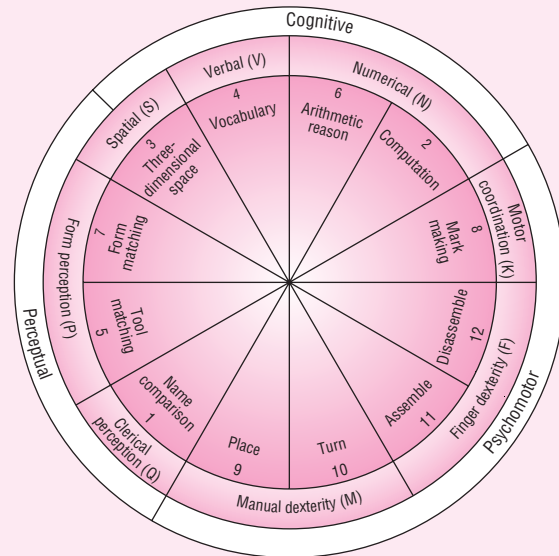 Cognitive
Verbal (V)
Numerical (N)
Spatial (S)
4
Vocabulary
6
Arithmetic
reason
2
Computation
3
Three-
dimensional
space
Motor
coordination (K)
8
Mark
making
7
Form
matching
Form perception (P)
Perceptual
5
Tool
matching
Disassemble
12
Finger dexterity (F)
Psychomotor
Name
comparison
1
Clerical
perception (Q)
Assemble
11
Place
9
Turn
10
Manual dexterity (M)